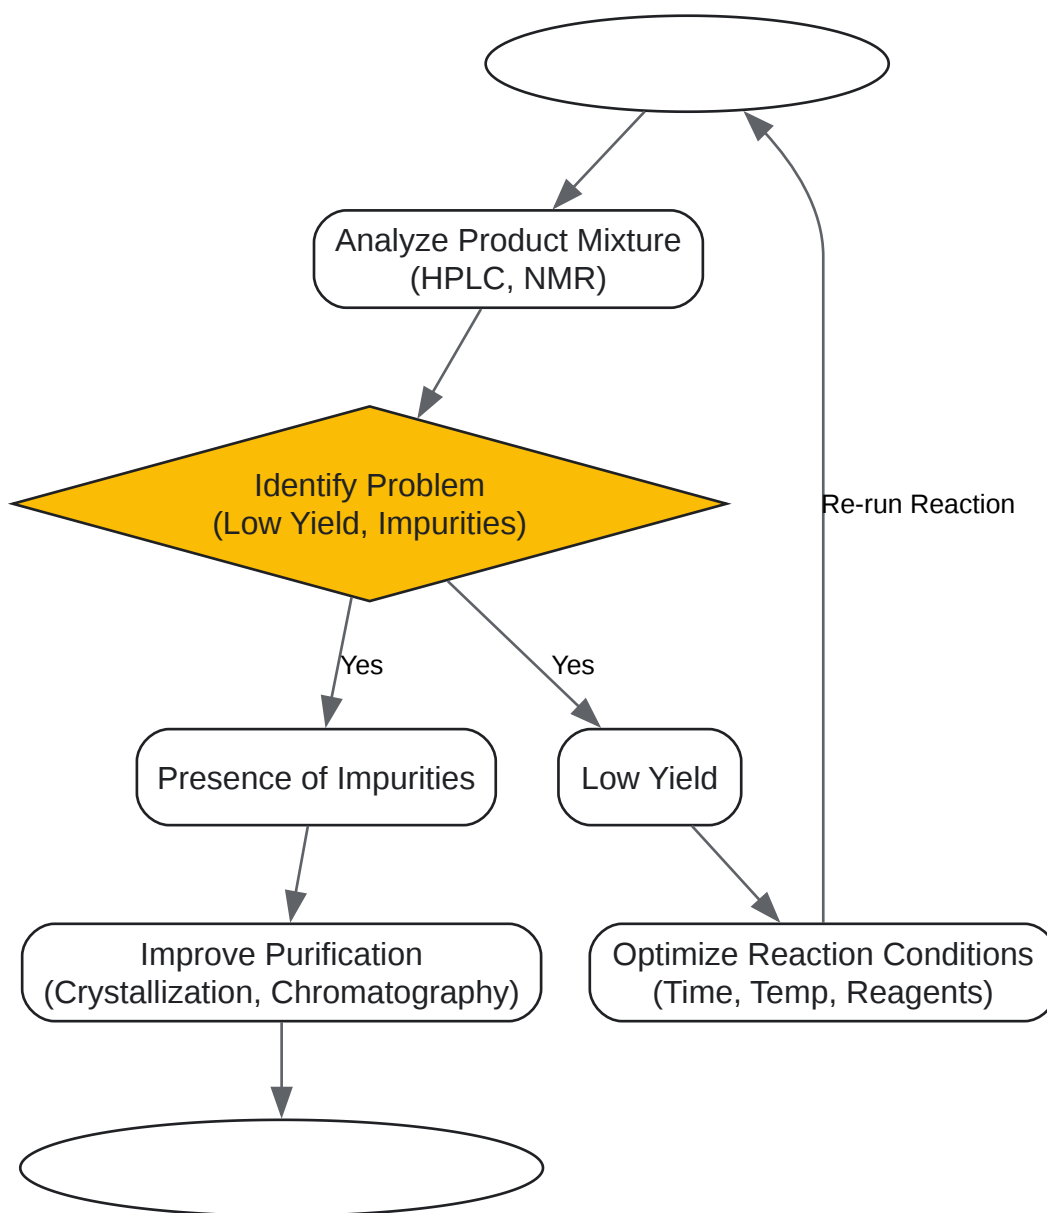 Analyze Product Mixture
(HPLC, NMR)
Identify Problem
(Low Yield, Impurities)
Re-run Reaction
Yes
Yes
Presence of Impurities
Low Yield
Improve Purification
(Crystallization, Chromatography)
Optimize Reaction Conditions
(Time, Temp, Reagents)